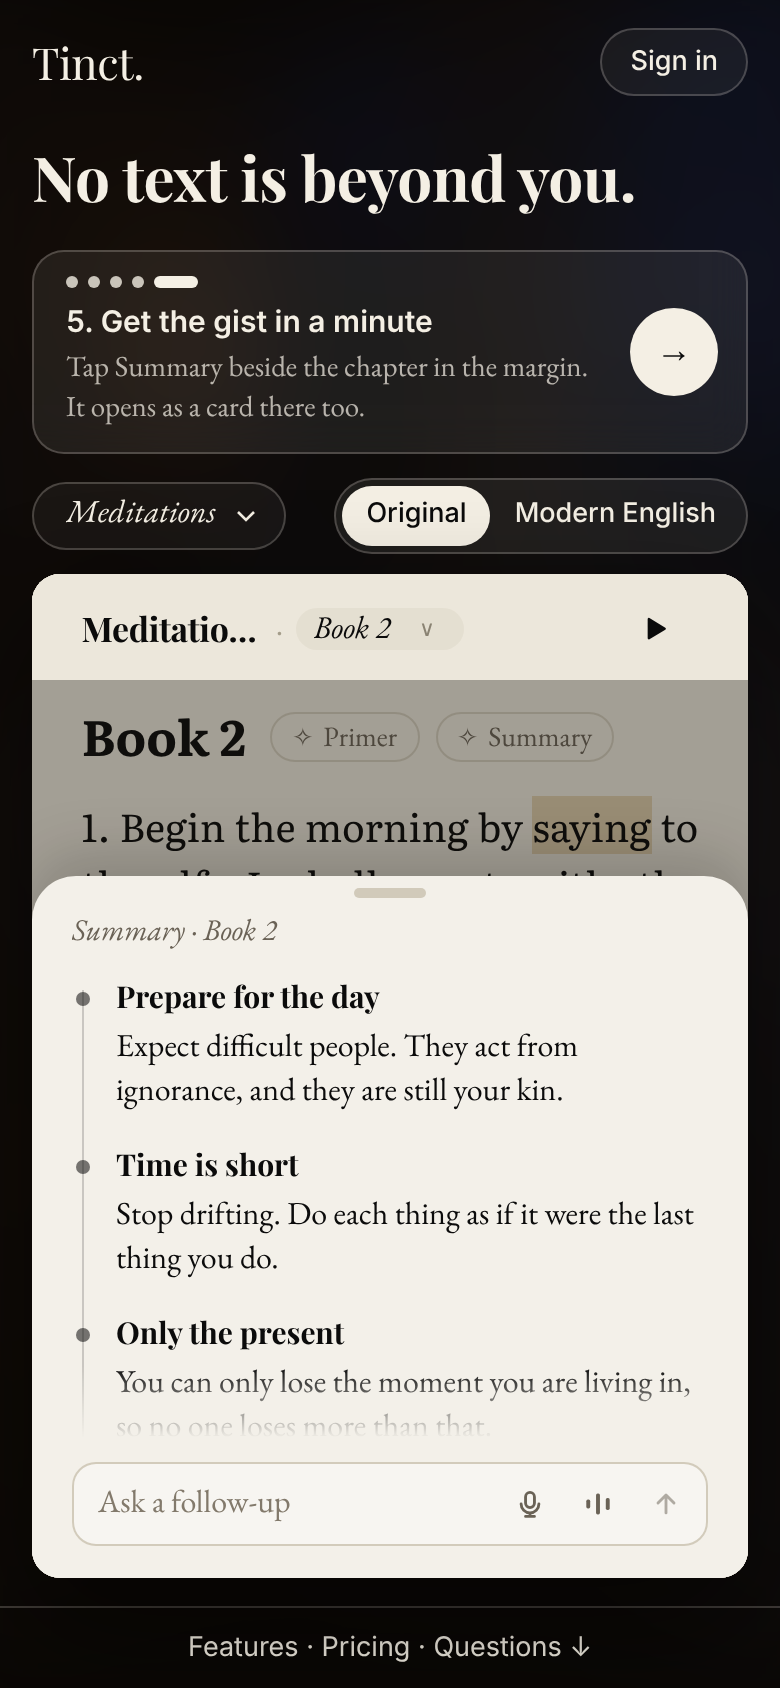 Tinct.
Sign in
No text is beyond you.
5. Get the gist in a minute
Tap Summary beside the chapter in the margin.
It opens as a card there too.
→
Meditations
Original
Modern English
Meditatio... · Book 2
Book 2
✧ Primer
✧ Summary
1. Begin the morning by saying to
Summary · Book 2
Prepare for the day
Expect difficult people. They act from
ignorance, and they are still your kin.
Time is short
Stop drifting. Do each thing as if it were the last
thing you do.
Only the present
You can only lose the moment you are living in,
so no one loses more than that.
Ask a follow-up
Features · Pricing · Questions ↓